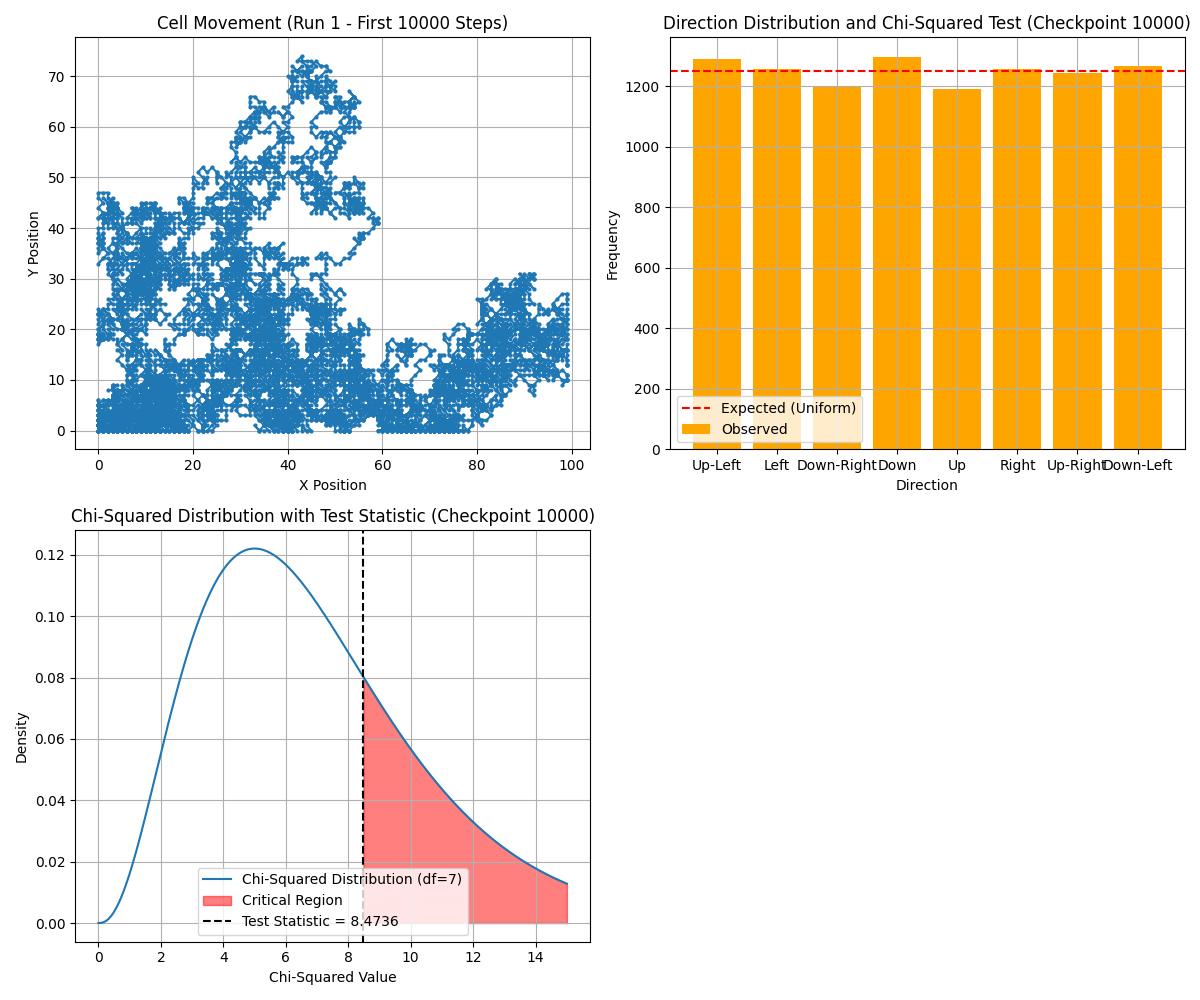 Cell Movement (Run 1 - First 10000 Steps)
Y Position
70
60
50
40
30
20
10
0
0 20 40 60 80 100
X Position
Direction Distribution and Chi-Squared Test (Checkpoint 10000)
Frequency
1200
1000
800
600
400
200
0
Expected (Uniform)
Observed
Up-Left Left Down-Right Down Up Right Up-Right Down-Left
Direction
Chi-Squared Distribution with Test Statistic (Checkpoint 10000)
Density
0.12
0.10
0.08
0.06
0.04
0.02
0.00
Chi-Squared Distribution (df=7)
Critical Region
Test Statistic = 8.4736
0 2 4 6 8 10 12 14
Chi-Squared Value